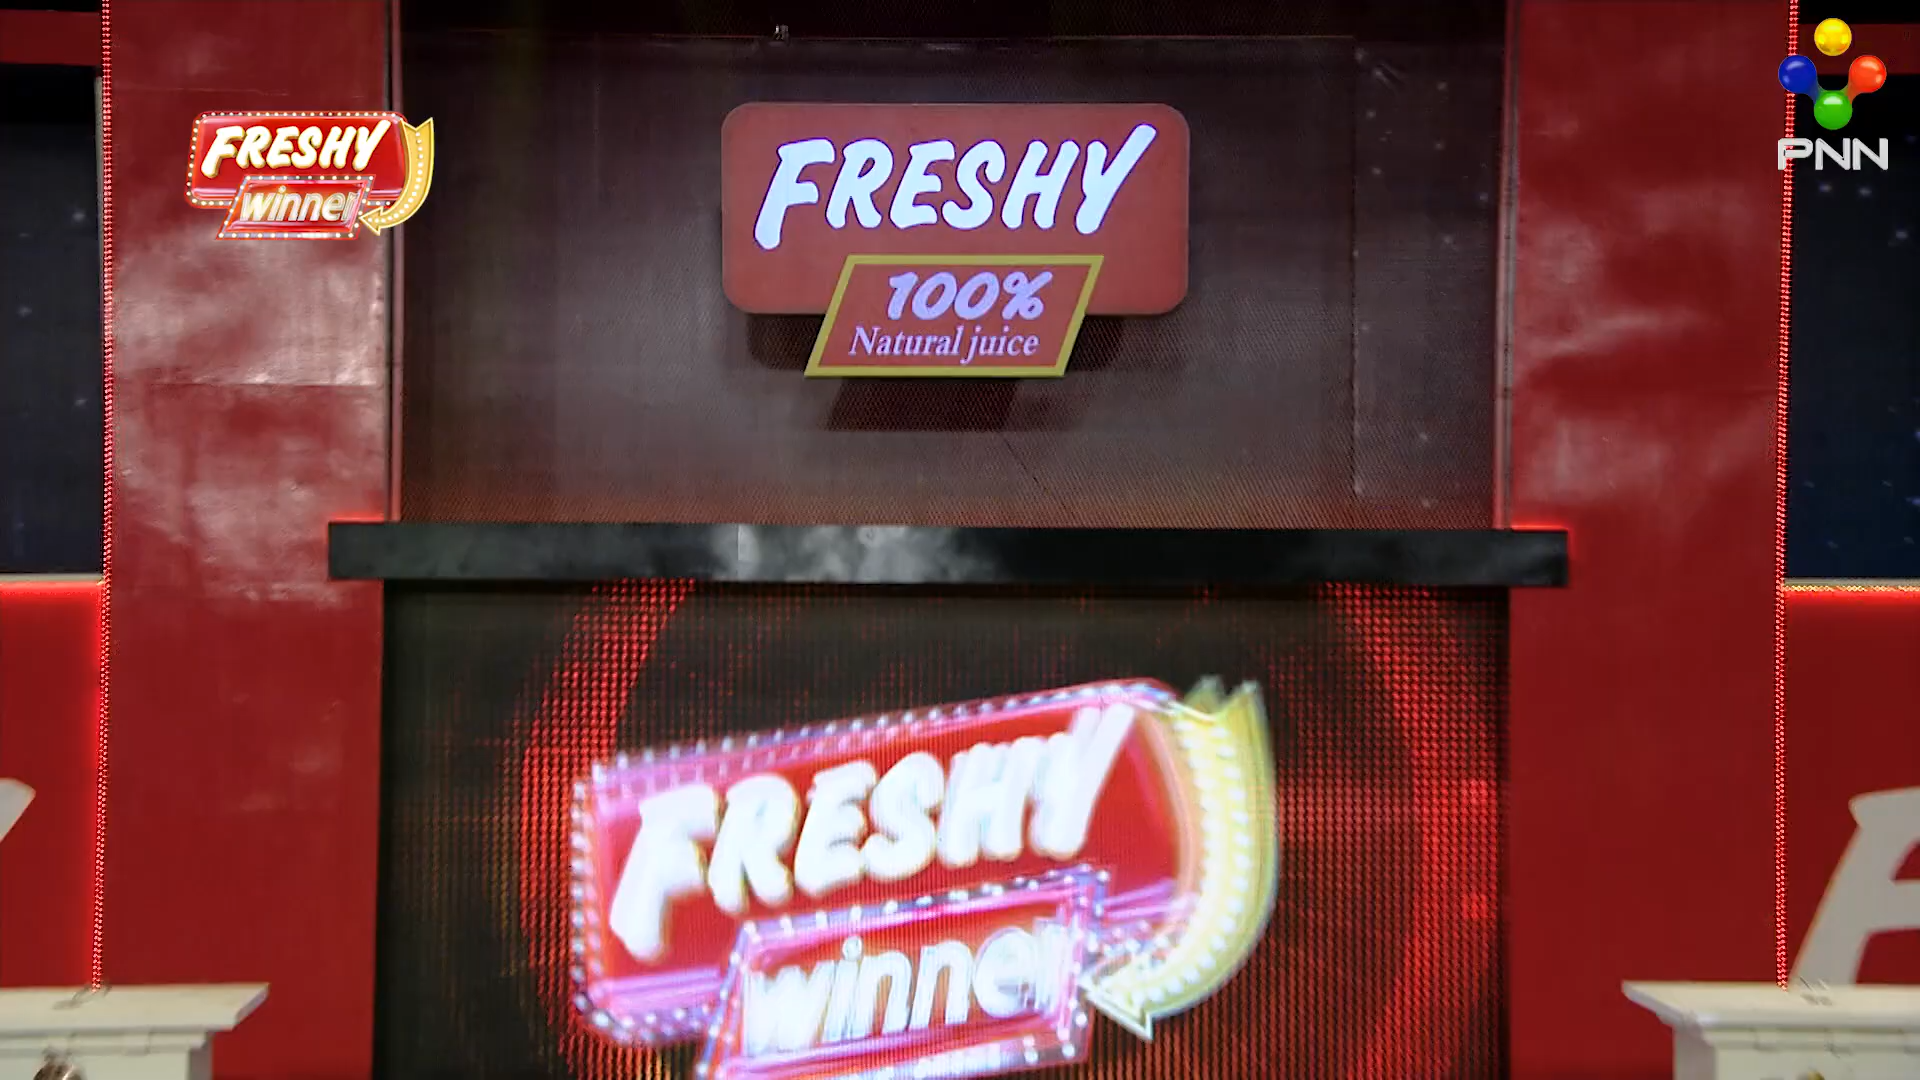 FRESHY
winner
FRESHY
100%
Natural juice
PNN
FRESHY
winner